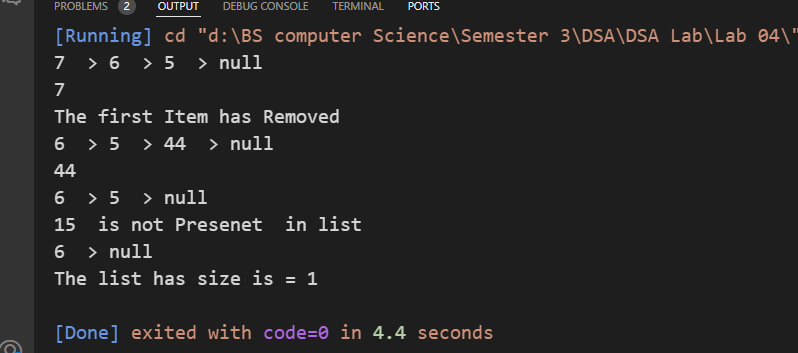 PROBLEMS 2 OUTPUT DEBUG CONSOLE TERMINAL PORTS
[Running] cd "d:\BS computer Science\Semester 3\DSA\DSA Lab\Lab 04\"
7  > 6  > 5  > null
7
The first Item has Removed
6  > 5  > 44  > null
44
6  > 5  > null
15  is not Presenet  in list
6  > null
The list has size is = 1
[Done] exited with code=0 in 4.4 seconds